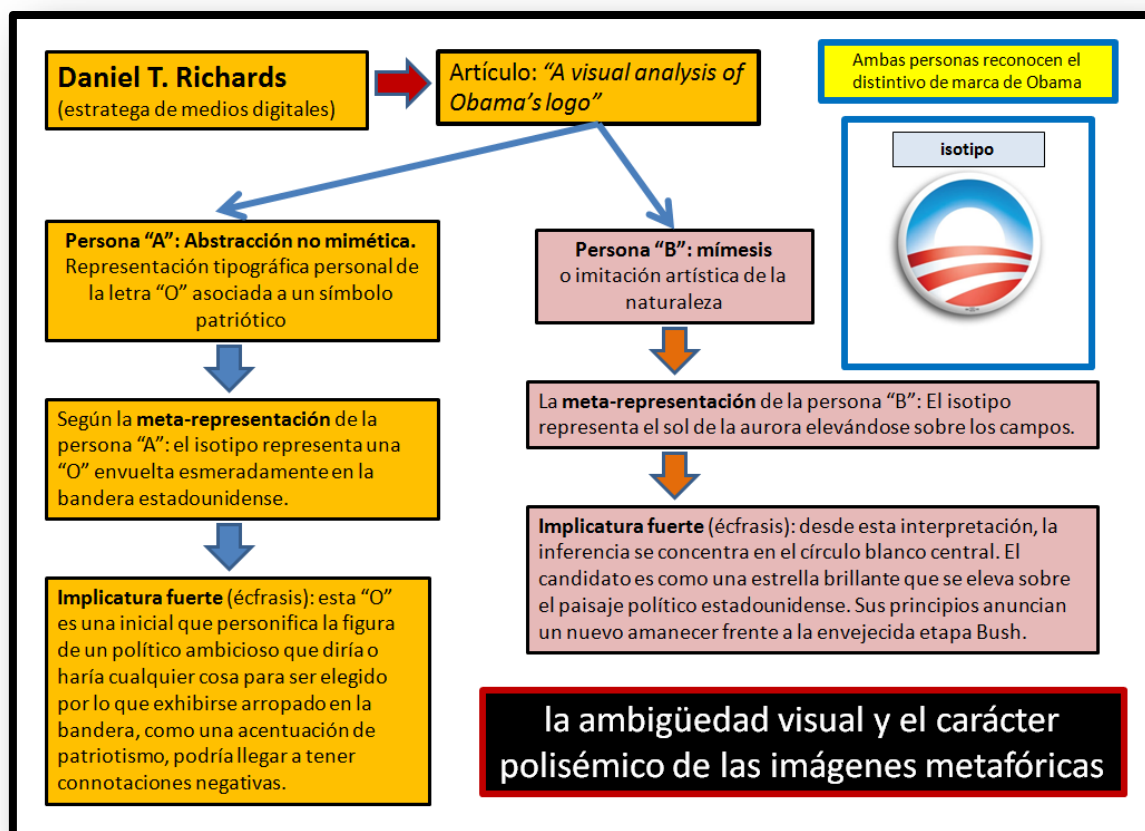 Daniel T. Richards
(estratega de medios digitales)
Artículo: “A visual analysis of
Obama’s logo”
Ambas personas reconocen el
distintivo de marca de Obama
isotipo
Persona “A”: Abstracción no mimética.
Representación tipográfica personal de
la letra “O” asociada a un símbolo
patriótico
Persona “B”: mímesis
o imitación artística de la
naturaleza
Según la meta-representación de la
persona “A”: el isotipo representa una
“O” envuelta esmeradamente en la
bandera estadounidense.
La meta-representación de la persona “B”: El isotipo
representa el sol de la aurora elevándose sobre los campos.
Implicatura fuerte (écfrasis): esta “O”
es una inicial que personifica la figura
de un político ambicioso que diría o
haría cualquier cosa para ser elegido
por lo que exhibirse arropado en la
bandera, como una acentuación de
patriotismo, podría llegar a tener
connotaciones negativas.
Implicatura fuerte (écfrasis): desde esta interpretación, la
inferencia se concentra en el círculo blanco central. El
candidato es como una estrella brillante que se eleva sobre
el paisaje político estadounidense. Sus principios anuncian
un nuevo amanecer frente a la envejecida etapa Bush.
la ambigüedad visual y el carácter
polisémico de las imágenes metafóricas